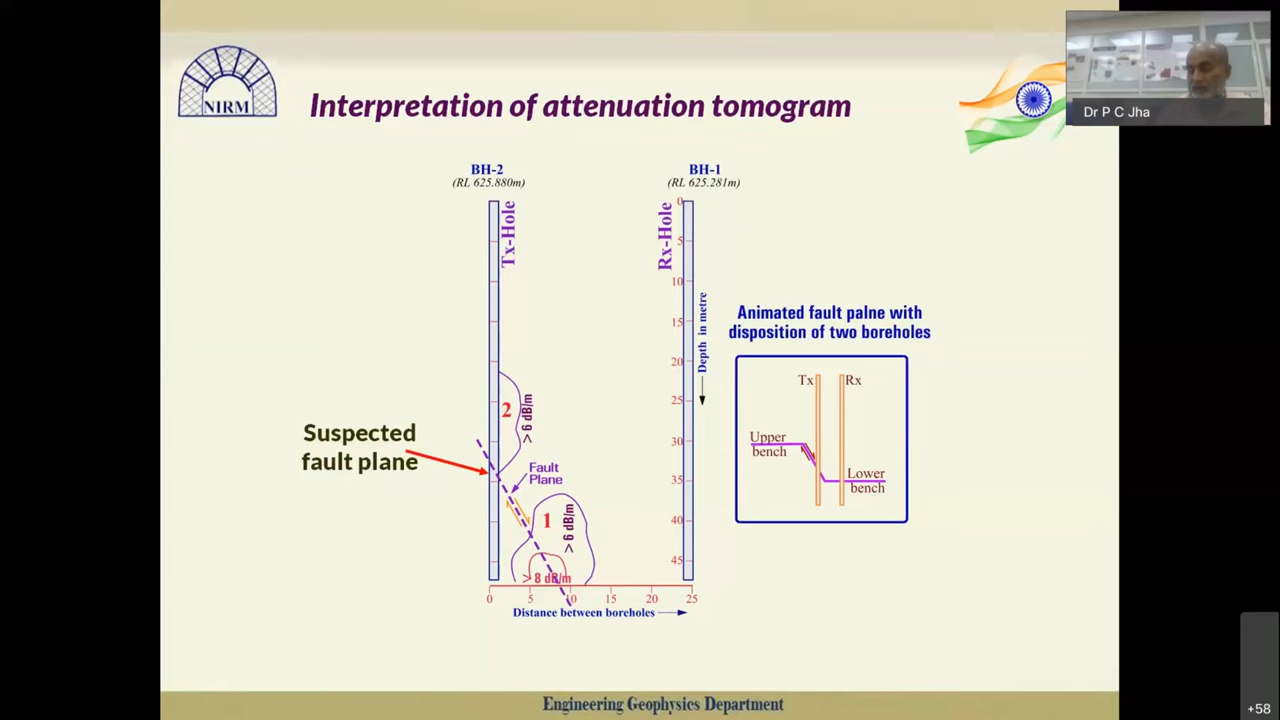 NIRM
Interpretation of attenuation tomogram
Dr P C Jha
BH-2
(RL 625.880m)
BH-1
(RL 625.281m)
Tx-Hole
Rx-Hole
0
5
10
15
20
25
30
35
40
45
Depth in metre
2
> 6 dB/m
Suspected
fault plane
Fault
Plane
1
> 6 dB/m
> 8 dB/m
0
5
10
15
20
25
Distance between boreholes
Animated fault palne with
disposition of two boreholes
Tx
Rx
Upper
bench
Lower
bench
Engineering Geophysics Department
+58